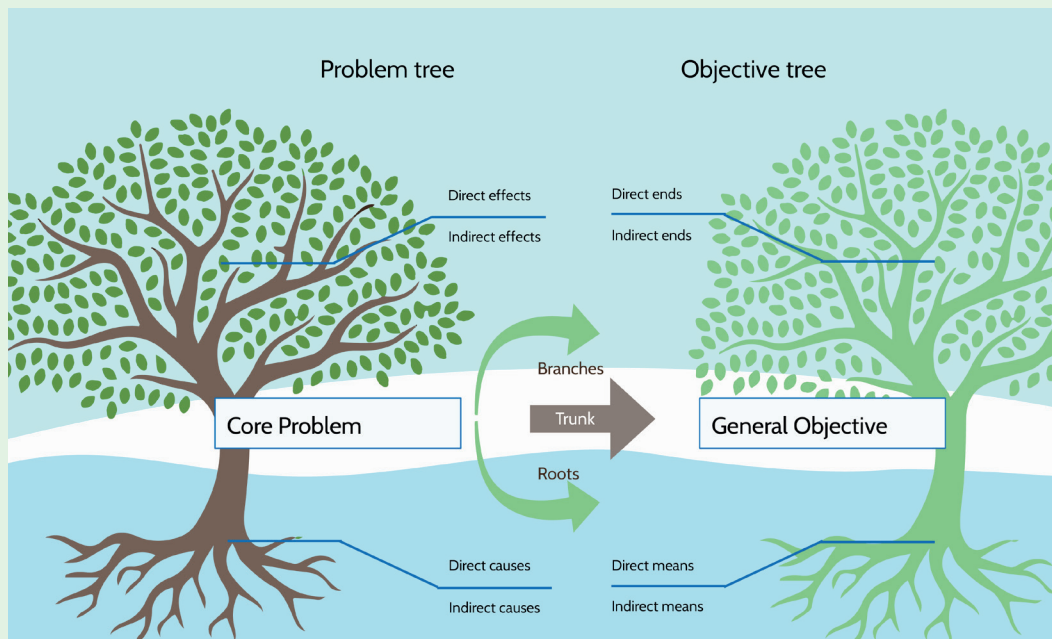 Problem tree
Objective tree
Direct effects
Indirect effects
Direct ends
Indirect ends
Branches
Core Problem
Trunk
General Objective
Roots
Direct causes
Indirect causes
Direct means
Indirect means